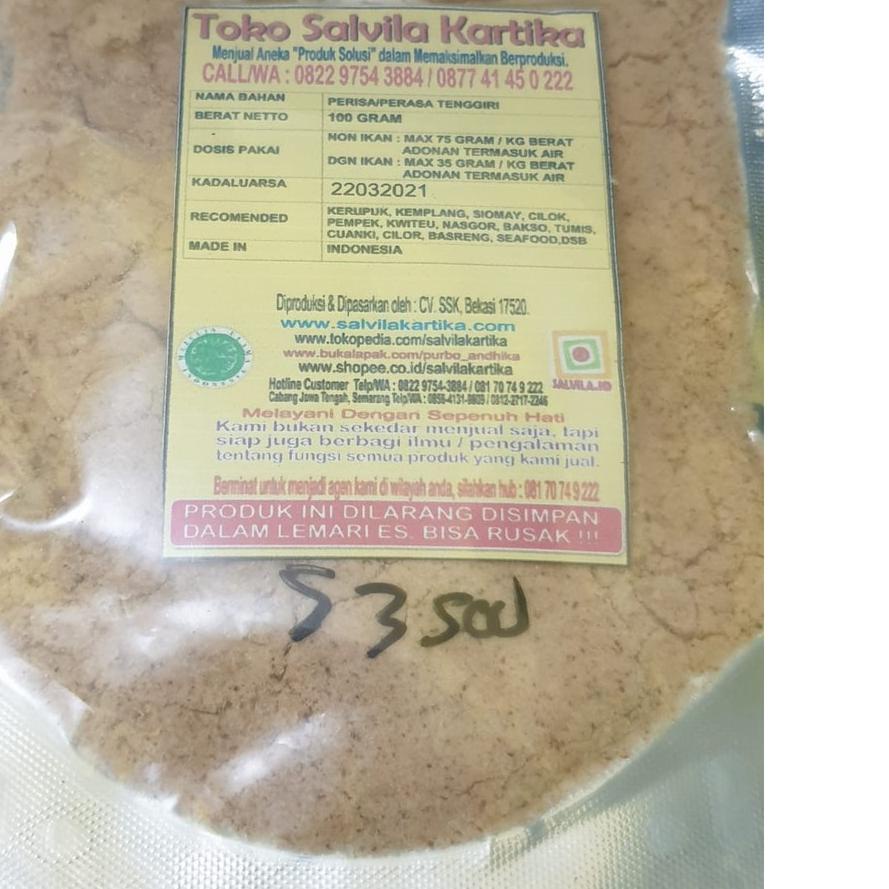 Toko Salvila Kartika
Menjual Aneka "Produk Solusi" dalam Memaksimalkan Berproduksi.
CALL/WA : 0822 9754 3884 / 0877 41 45 0 222
NAMA BAHAN PERISA/PERASA TENGGIRI
BERAT NETTO 100 GRAM
DOSIS PAKAI NON IKAN : MAX 75 GRAM / KG BERAT
ADONAN TERMASUK AIR
DGN IKAN : MAX 35 GRAM / KG BERAT
ADONAN TERMASUK AIR
KADALUARSA 22032021
RECOMENDED KERUPUK, KEMPLANG, SIOMAY, CILOK,
PEMPEK, KWITEU, NASGOR, BAKSO, TUMIS,
CUANKI, CILOR, BASRENG, SEAFOOD,DSB
MADE IN INDONESIA
Diproduksi & Dipasarkan oleh : CV. SSK, Bekasi 17520.
www.salvilakartika.com
www.tokopedia.com/salvilakartika
www.bukalapak.com/purbo_andhika
www.shopee.co.id/salvilakartika
SALVILA.ID
Hotline Customer Telp/WA : 0822 9754-3884 / 081 70 74 9 222
Cabang Jawa Tengah, Semarang Telp/WA :
Melayani Dengan Sepenuh Hati
Kami bukan sekedar menjual saja, tapi
siap juga berbagi ilmu / pengalaman
tentang fungsi semua produk yang kami jual.
Berminat untuk menjadi agen kami di wilayah anda, silahkan hub : 081 70 74 9 222
PRODUK INI DILARANG DISIMPAN
DALAM LEMARI ES. BISA RUSAK !!!